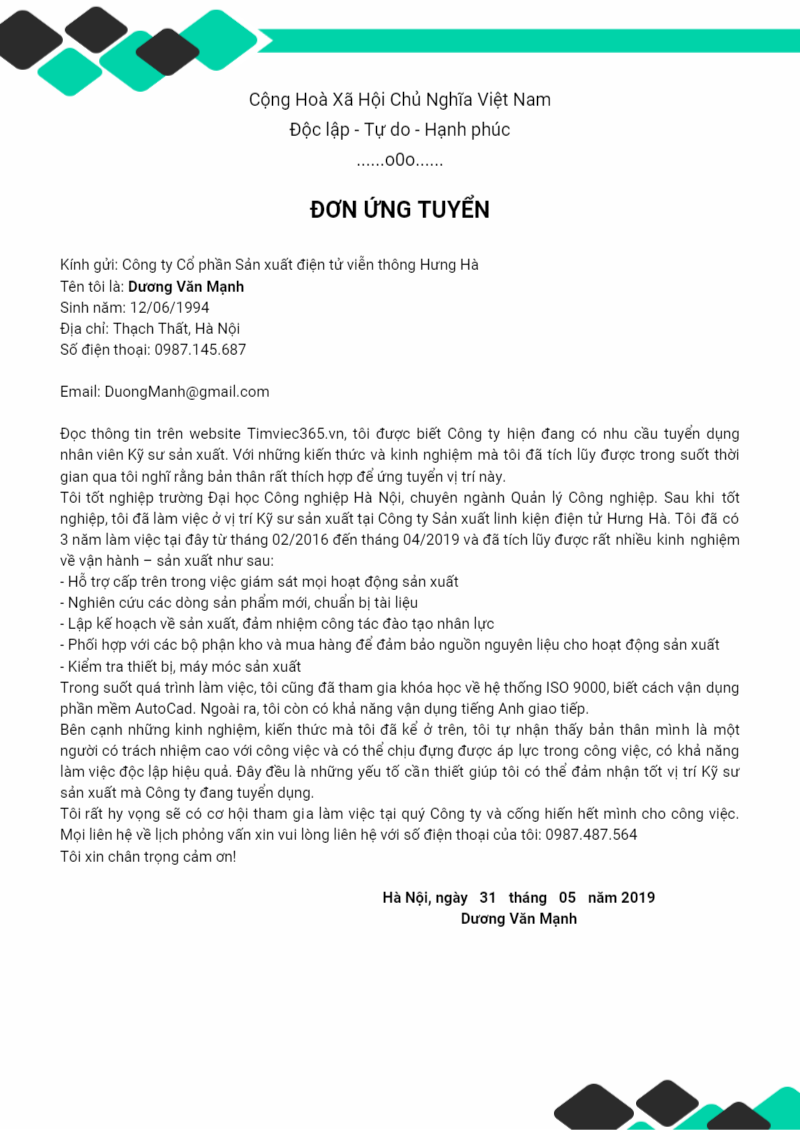 Cộng Hoà Xã Hội Chủ Nghĩa Việt Nam
Độc lập - Tự do - Hạnh phúc
......o0o......
ĐƠN ỨNG TUYỂN
Kính gửi: Công ty Cổ phần Sản xuất điện tử viễn thông Hưng Hà
Tên tôi là: Dương Văn Mạnh
Sinh năm: 12/06/1994
Địa chỉ: Thạch Thất, Hà Nội
Số điện thoại: 0987.145.687
Email: DuongManh@gmail.com
Đọc thông tin trên website Timviec365.vn, tôi được biết Công ty hiện đang có nhu cầu tuyển dụng
nhân viên Kỹ sư sản xuất. Với những kiến thức và kinh nghiệm mà tôi đã tích lũy được trong suốt thời
gian qua tôi nghĩ rằng bản thân rất thích hợp để ứng tuyển vị trí này.
Tôi tốt nghiệp trường Đại học Công nghiệp Hà Nội, chuyên ngành Quản lý Công nghiệp. Sau khi tốt
nghiệp, tôi đã làm việc ở vị trí Kỹ sư sản xuất tại Công ty Sản xuất linh kiện điện tử Hưng Hà. Tôi đã có
3 năm làm việc tại đây từ tháng 02/2016 đến tháng 04/2019 và đã tích lũy được rất nhiều kinh nghiệm
về vận hành – sản xuất như sau:
- Hỗ trợ cấp trên trong việc giám sát mọi hoạt động sản xuất
- Nghiên cứu các dòng sản phẩm mới, chuẩn bị tài liệu
- Lập kế hoạch về sản xuất, đảm nhiệm công tác đào tạo nhân lực
- Phối hợp với các bộ phận kho và mua hàng để đảm bảo nguồn nguyên liệu cho hoạt động sản xuất
- Kiểm tra thiết bị, máy móc sản xuất
Trong suốt quá trình làm việc, tôi cũng đã tham gia khóa học về hệ thống ISO 9000, biết cách vận dụng
phần mềm AutoCad. Ngoài ra, tôi còn có khả năng vận dụng tiếng Anh giao tiếp.
Bên cạnh những kinh nghiệm, kiến thức mà tôi đã kể ở trên, tôi tự nhận thấy bản thân mình là một
người có trách nhiệm cao với công việc và có thể chịu đựng được áp lực trong công việc, có khả năng
làm việc độc lập hiệu quả. Đây đều là những yếu tố cần thiết giúp tôi có thể đảm nhận tốt vị trí Kỹ sư
sản xuất mà Công ty đang tuyển dụng.
Tôi rất hy vọng sẽ có cơ hội tham gia làm việc tại quý Công ty và cống hiến hết mình cho công việc.
Mọi liên hệ về lịch phỏng vấn xin vui lòng liên hệ với số điện thoại của tôi: 0987.487.564
Tôi xin chân trọng cảm ơn!
Hà Nội, ngày 31 tháng 05 năm 2019
Dương Văn Mạnh